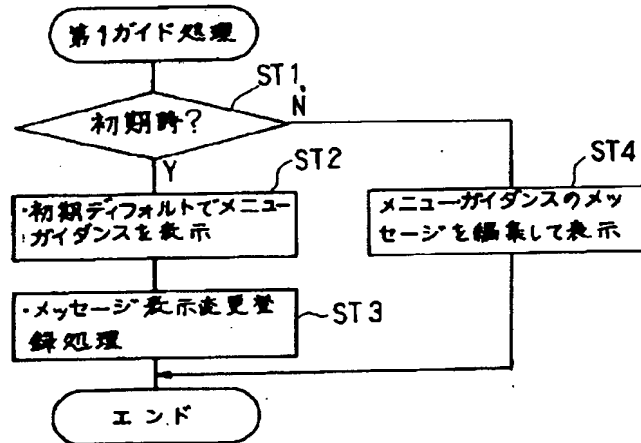 第1ガイド処理
ST1
初期時?
N
Y
ST2
・初期ディフォルトでメニュー
ガイダンスを表示
ST4
メニュー・ガイダンスのメッ
セージを編集して表示
・メッセージ表示変更登
録処理
ST3
エンド